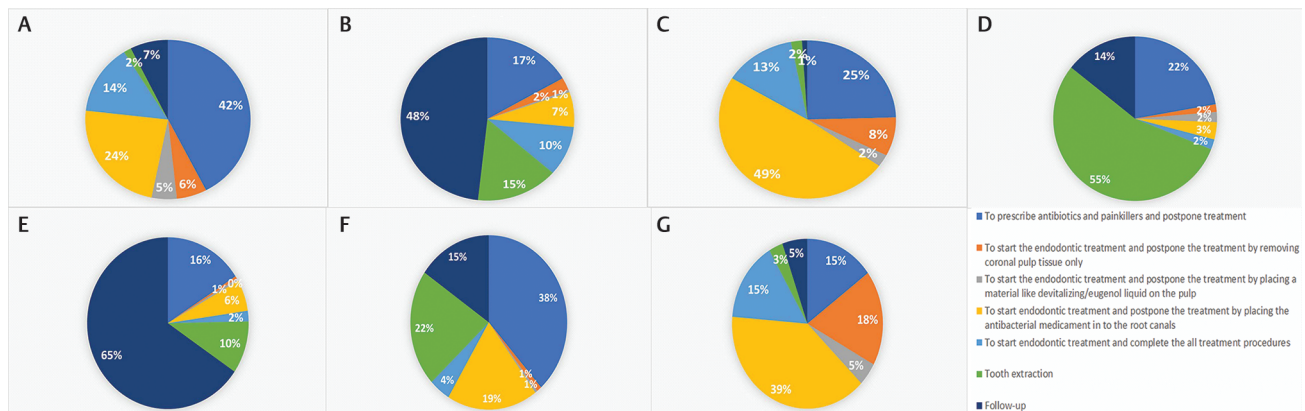 A
7%
2%
14%
42%
24%
5%
6%
B
17%
1%
2%
7%
48%
10%
15%
C
2%
1%
13%
25%
8%
2%
49%
D
14%
22%
2%
2%
3%
2%
55%
E
16%
0%
1%
6%
2%
10%
65%
F
15%
38%
22%
4%
1%
1%
19%
G
5%
3%
15%
15%
18%
5%
39%
To prescribe antibiotics and painkillers and postpone treatment
To start the endodontic treatment and postpone the treatment by removing
coronal pulp tissue only
To start the endodontic treatment and postpone the treatment by placing a
material like devitalizing/eugenol liquid on the pulp
To start endodontic treatment and postpone the treatment by placing the
antibacterial medicament in to the root canals
To start endodontic treatment and complete the all treatment procedures
Tooth extraction
Follow-up